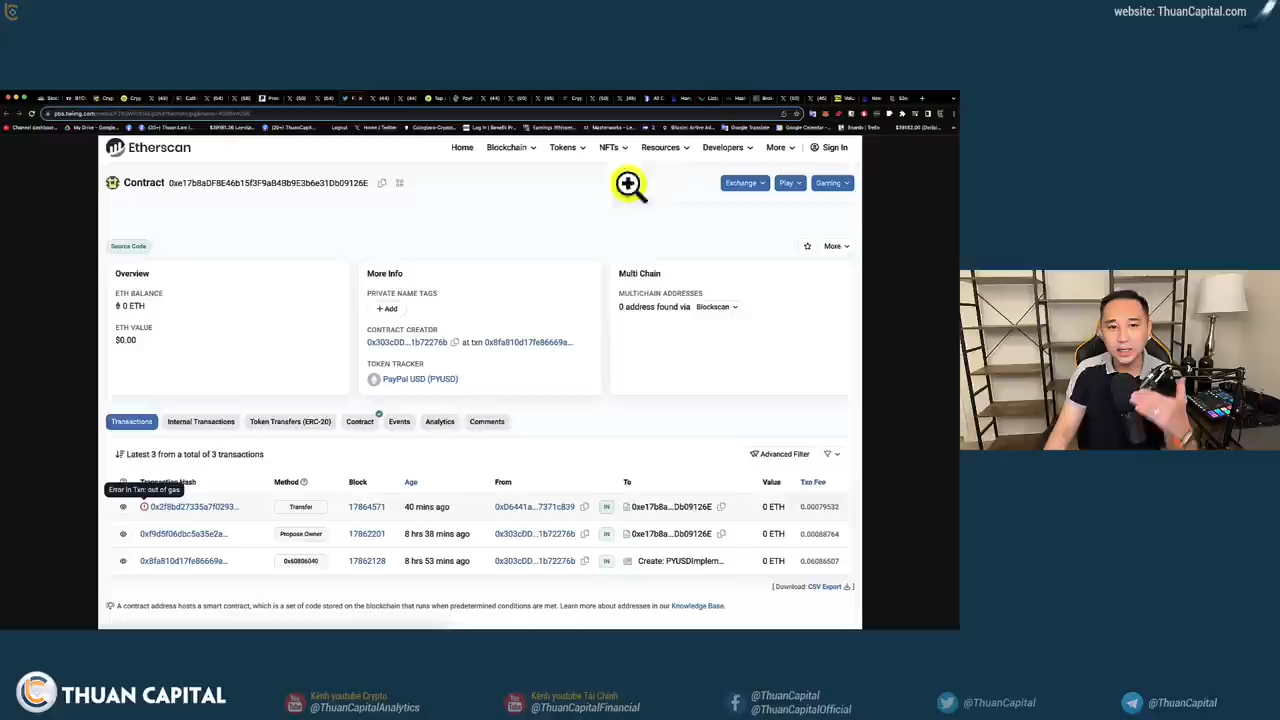 website: ThuanCapital.com
Etherscan
Home Blockchain Tokens NFTs Resources Developers More Sign In
Contract 0xe17b8aDF8E46b15f3F9aB4Bb9E3b6e31Db09126E
Exchange Play Gaming
Source Code
More
Overview
ETH BALANCE
0 ETH
ETH VALUE
$0.00
More Info
PRIVATE NAME TAGS
+ Add
CONTRACT CREATOR
0x303cDD...1b72276b at txn 0x8fa810d17fe86669a...
TOKEN TRACKER
PayPal USD (PYUSD)
Multi Chain
MULTICHAIN ADDRESSES
0 address found via Blockscan
Transactions Internal Transactions Token Transfers (ERC-20) Contract Events Analytics Comments
Latest 3 from a total of 3 transactions
Advanced Filter
Method Block Age From To Value Txn Fee
Error in Txn: out of gas
0x2f8bd27335a7f0293... Transfer 17864571 40 mins ago 0xD6441a...7371c839 IN 0xe17b8a...Db09126E 0 ETH 0.00079532
0xf9d5f06dbc5a35e2a... Propose Owner 17862201 8 hrs 38 mins ago 0x303cDD...1b72276b IN 0xe17b8a...Db09126E 0 ETH 0.00088764
0x8fa810d17fe86669a... 0x60806040 17862128 8 hrs 53 mins ago 0x303cDD...1b72276b IN Create: PYUSDImplem... 0 ETH 0.06086507
[ Download: CSV Export ]
A contract address hosts a smart contract, which is a set of code stored on the blockchain that runs when predetermined conditions are met. Learn more about addresses in our Knowledge Base.
THUAN CAPITAL
Kênh youtube Crypto
@ThuanCapitalAnalytics
Kênh youtube Tài Chính
@ThuanCapitalFinancial
@ThuanCapital
@ThuanCapitalOfficial
@ThuanCapital
@ThuanCapital